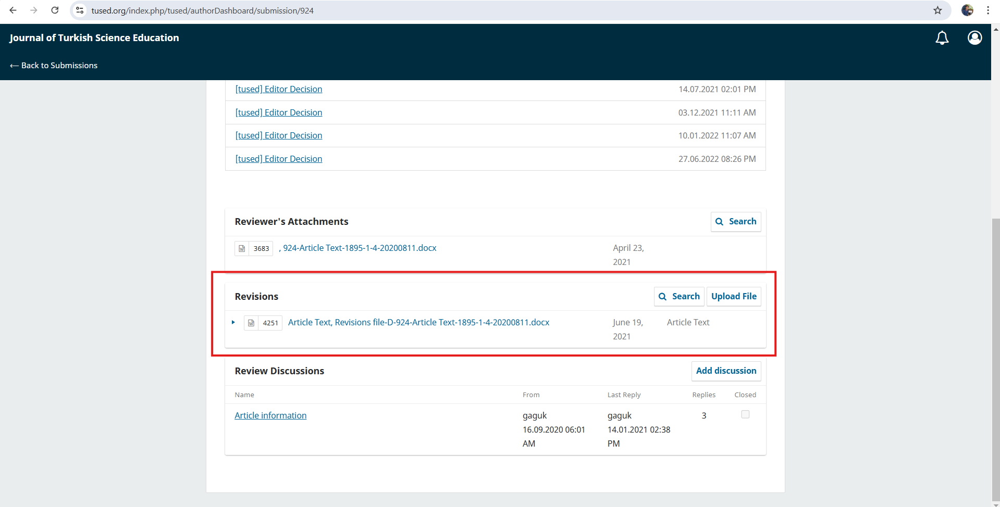 tused.org/index.php/tused/authorDashboard/submission/924
Journal of Turkish Science Education
← Back to Submissions
[tused] Editor Decision 14.07.2021 02:01 PM
[tused] Editor Decision 03.12.2021 11:11 AM
[tused] Editor Decision 10.01.2022 11:07 AM
[tused] Editor Decision 27.06.2022 08:26 PM
Reviewer's Attachments Search
3683 , 924-Article Text-1895-1-4-20200811.docx April 23,
2021
Revisions Search Upload File
4251 Article Text, Revisions file-D-924-Article Text-1895-1-4-20200811.docx June 19, Article Text
2021
Review Discussions Add discussion
Name From Last Reply Replies Closed
Article information gaguk gaguk 3
16.09.2020 06:01 14.01.2021 02:38
AM PM